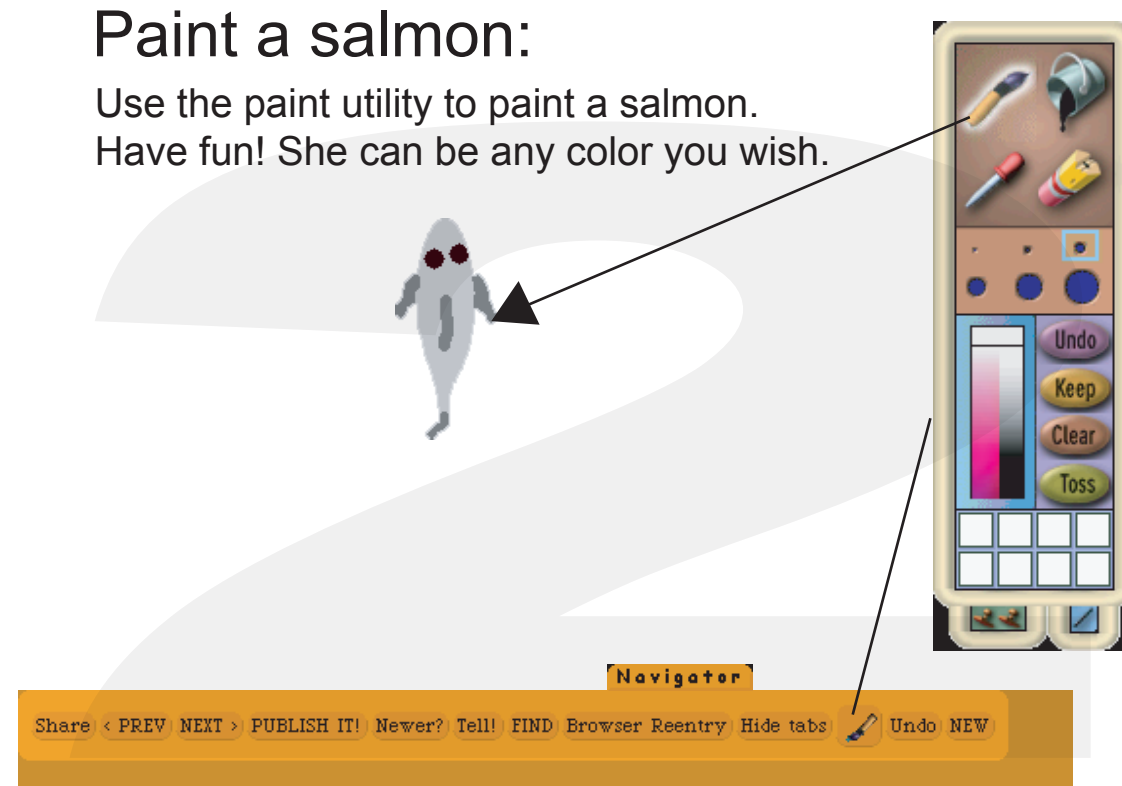 Paint a salmon:
Use the paint utility to paint a salmon.
Have fun! She can be any color you wish.
Undo
Keep
Clear
Toss
2
Navigator
Share < PREV NEXT > PUBLISH IT! Newer? Tell! FIND Browser Reentry Hide tabs Undo NEW